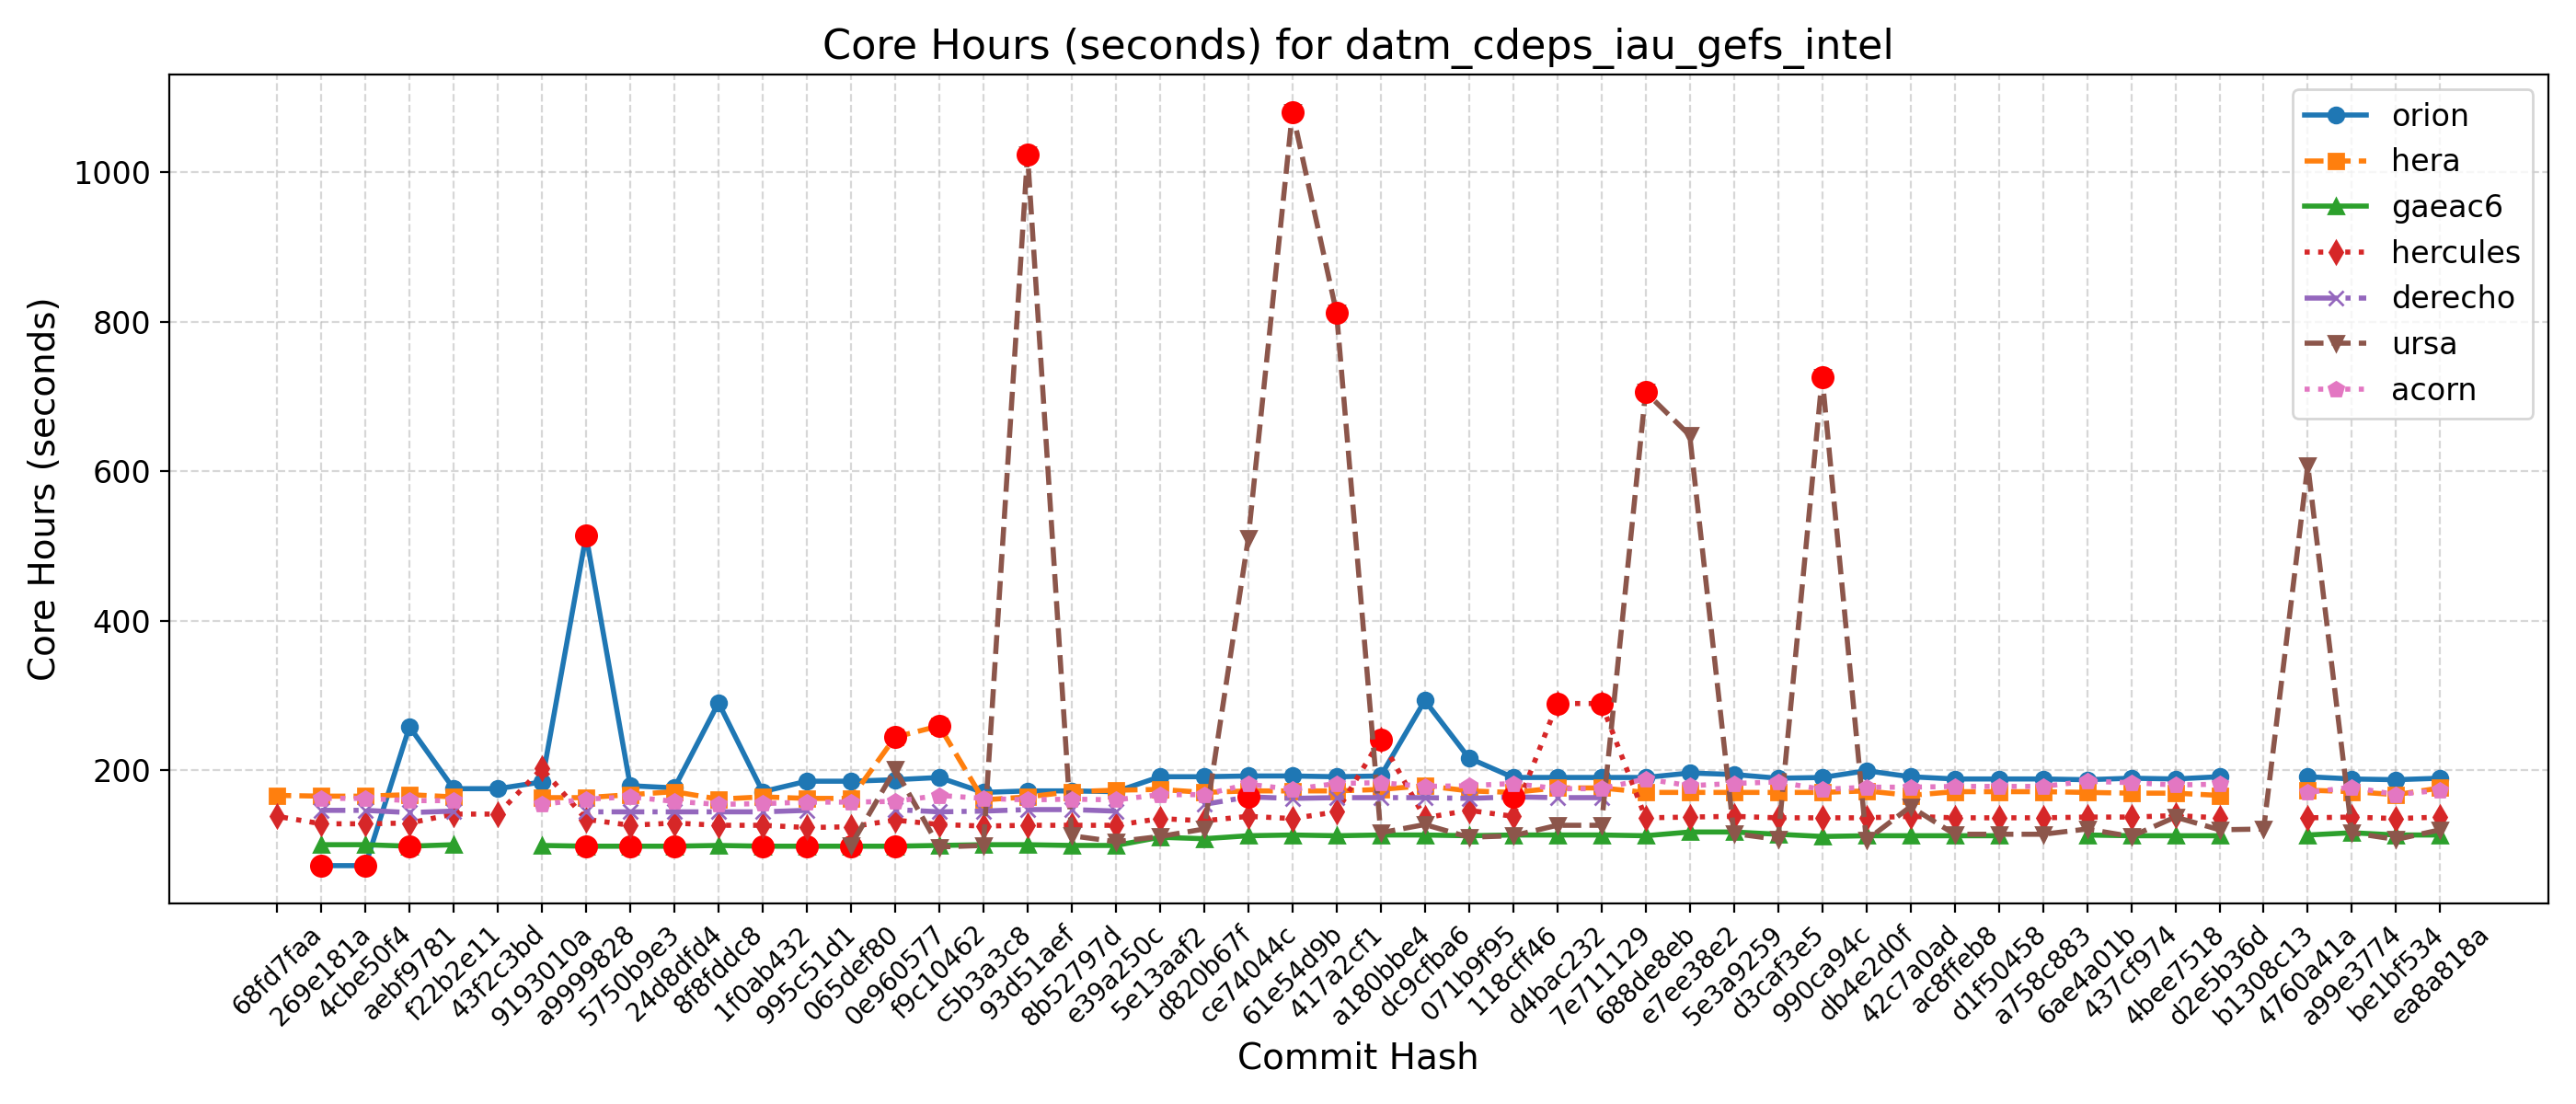 Core Hours (seconds) for datm_cdeps_iau_gefs_intel
Core Hours (seconds)
1000
800
600
400
200
orion
hera
gaeac6
hercules
derecho
ursa
acorn
68fd7faa
269e181a
4cbe50f4
aebf9781
f22b2e11
43f2c3bd
9193010a
a9999828
5750b9e3
24d8dfd4
8f8fddc8
1f0ab432
995c51d1
065def80
0e960577
f9c10462
c5b3a3c8
93d51aef
8b52797d
e39a250c
5e13aaf2
d820b67f
ce74044c
61e54d9b
417a2cf1
a180bbe4
dc9cfba6
071b9f95
118cff46
d4bac232
7e711129
688de8eb
e7ee38e2
5e3a9259
d3caf3e5
990ca94c
db4e2d0f
42c7a0ad
ac8ffeb8
d1f50458
a758c883
6ae4a01b
437cf974
4bee7518
d2e5b36d
b1308c13
4760a41a
a99e3774
be1bf534
ea8a818a
Commit Hash